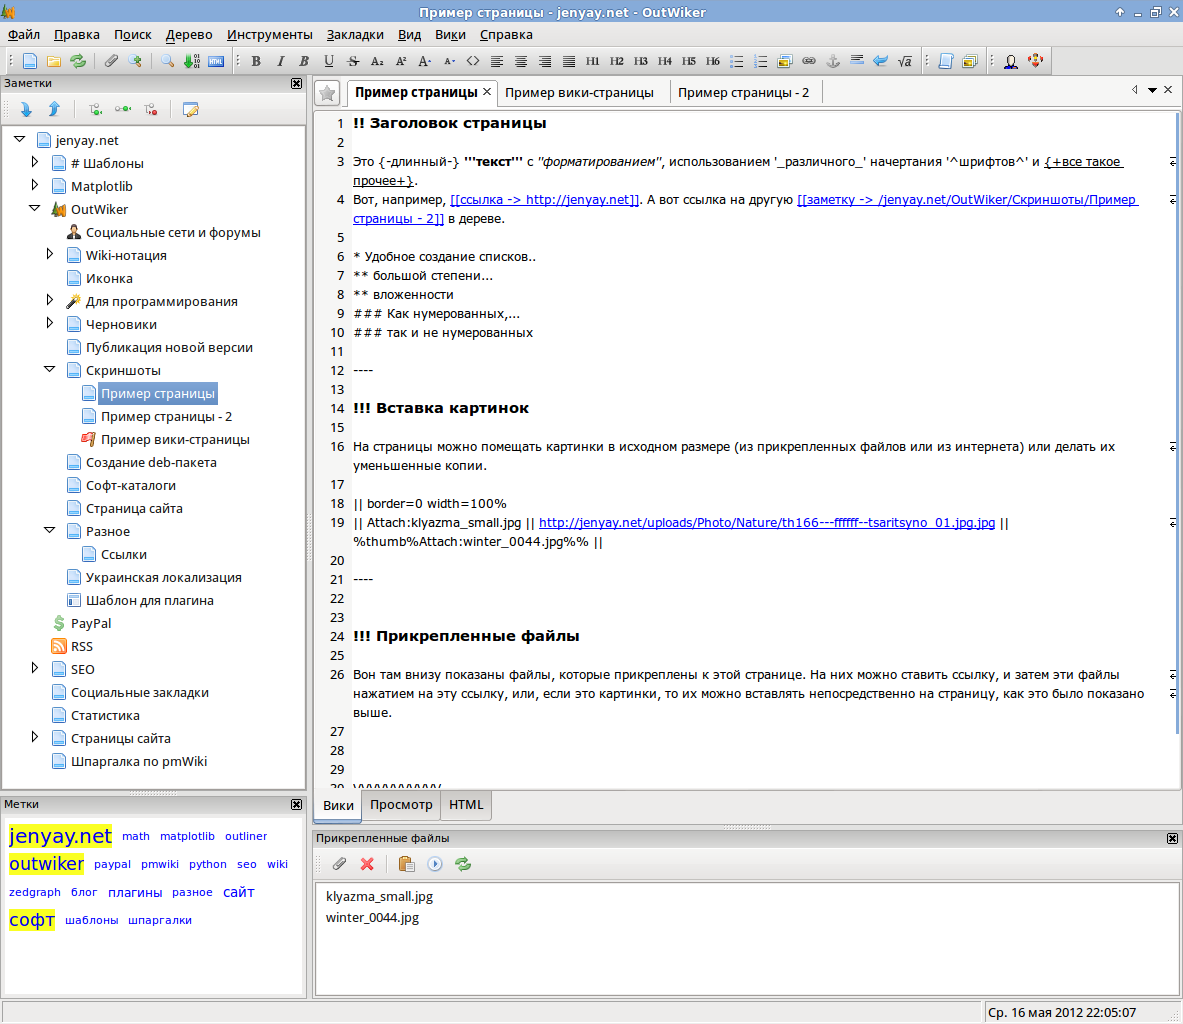 Пример страницы - jenyay.net - OutWiker
Файл Правка Поиск Дерево Инструменты Закладки Вид Вики Справка
B I U S A₂ A² A A <> H1 H2 H3 H4 H5 H6 √a
Заметки
jenyay.net
# Шаблоны
Matplotlib
OutWiker
Социальные сети и форумы
Wiki-нотация
Иконка
Для программирования
Черновики
Публикация новой версии
Скриншоты
Пример страницы
Пример страницы - 2
Пример вики-страницы
Создание deb-пакета
Софт-каталоги
Страница сайта
Разное
Ссылки
Украинская локализация
Шаблон для плагина
PayPal
RSS
SEO
Социальные закладки
Статистика
Страницы сайта
Шпаргалка по pmWiki
Метки
jenyay.net math matplotlib outliner
outwiker paypal pmwiki python seo wiki
zedgraph блог плагины разное сайт
софт шаблоны шпаргалки
Пример страницы Пример вики-страницы Пример страницы - 2
1 !! Заголовок страницы
2
3 Это {-длинный-} '''текст''' с ''форматированием'', использованием '_различного_' начертания '^шрифтов^' и {+все такое
прочее+}.
4 Вот, например, [[ссылка -> http://jenyay.net]]. А вот ссылка на другую [[заметку -> /jenyay.net/OutWiker/Скриншоты/Пример
страницы - 2]] в дереве.
5
6 * Удобное создание списков..
7 ** большой степени...
8 ** вложенности
9 ### Как нумерованных,...
10 ### так и не нумерованных
11
12 ----
13
14 !!! Вставка картинок
15
16 На страницы можно помещать картинки в исходном размере (из прикрепленных файлов или из интернета) или делать их
уменьшенные копии.
17
18 || border=0 width=100%
19 || Attach:klyazma_small.jpg || http://jenyay.net/uploads/Photo/Nature/th166---ffffff--tsaritsyno_01.jpg.jpg ||
%thumb%Attach:winter_0044.jpg%% ||
20
21 ----
22
23
24 !!! Прикрепленные файлы
25
26 Вон там внизу показаны файлы, которые прикреплены к этой странице. На них можно ставить ссылку, и затем эти файлы
нажатием на эту ссылку, или, если это картинки, то их можно вставлять непосредственно на страницу, как это было показано
выше.
27
28
29
Вики Просмотр HTML
Прикрепленные файлы
klyazma_small.jpg
winter_0044.jpg
Ср. 16 мая 2012 22:05:07